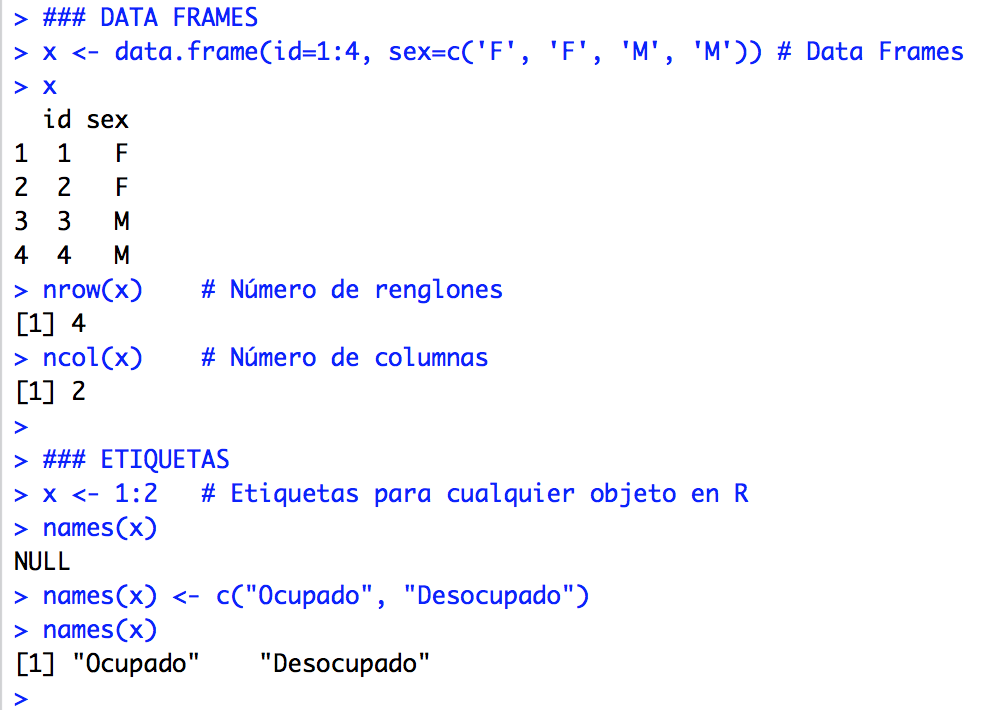 > ### DATA FRAMES
> x <- data.frame(id=1:4, sex=c('F', 'F', 'M', 'M')) # Data Frames
> x
  id sex
1  1   F
2  2   F
3  3   M
4  4   M
> nrow(x)    # Número de renglones
[1] 4
> ncol(x)    # Número de columnas
[1] 2
>
> ### ETIQUETAS
> x <- 1:2   # Etiquetas para cualquier objeto en R
> names(x)
NULL
> names(x) <- c("Ocupado", "Desocupado")
> names(x)
[1] "Ocupado"    "Desocupado"
>